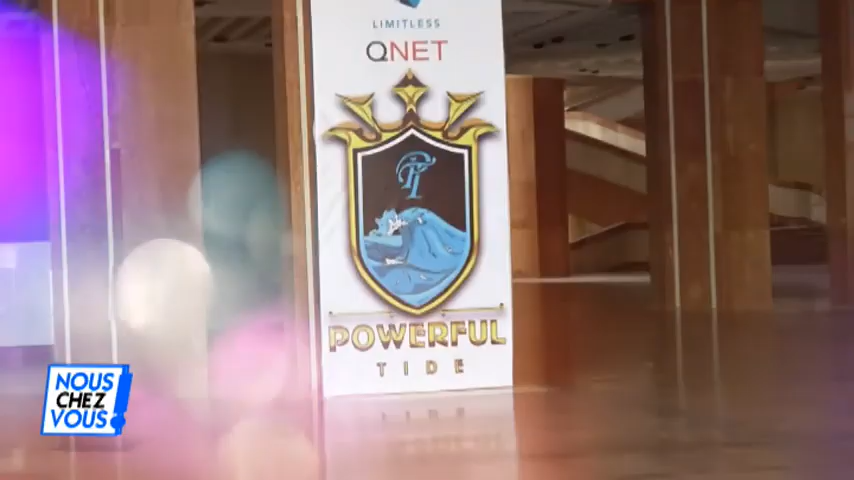 LIMITLESS
QNET
PT
POWERFUL
TIDE
NOUS
CHEZ
VOUS